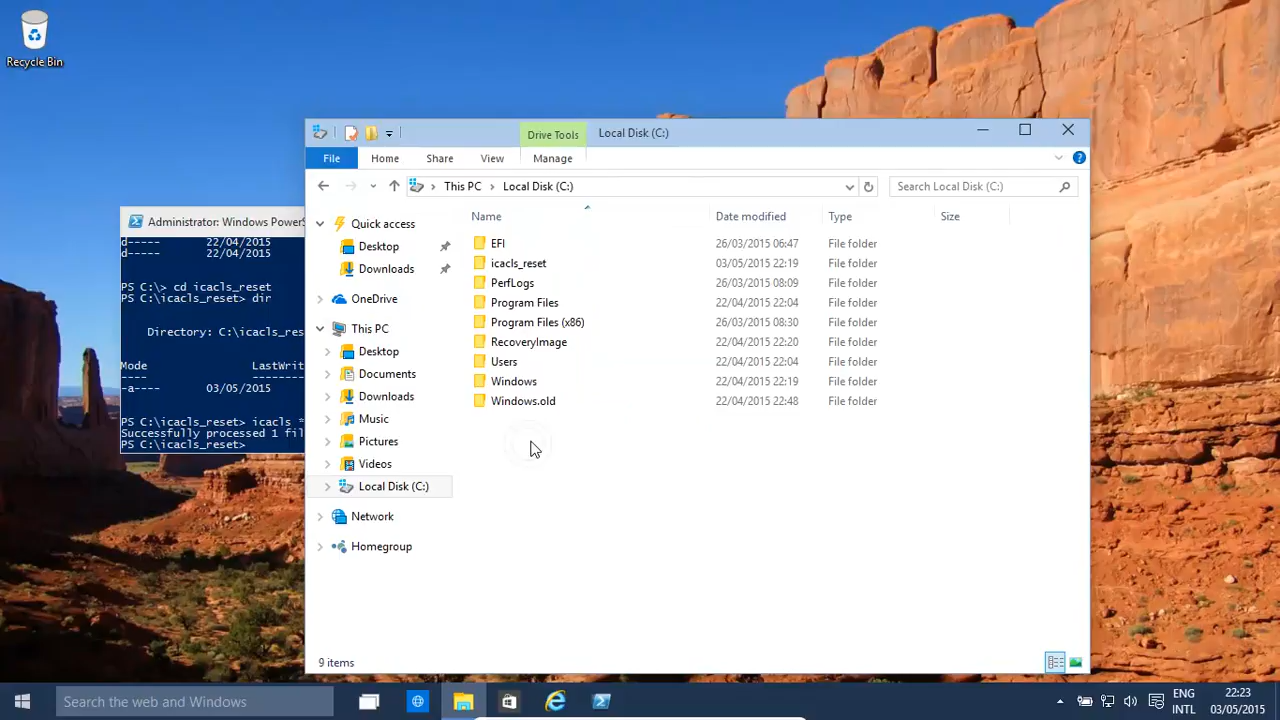 Recycle Bin
Administrator: Windows PowerS
d----- 22/04/2015
d----- 22/04/2015
PS C:\> cd icacls_reset
PS C:\icacls_reset> dir
Directory: C:\icacls_res
Mode LastWrit
-a---- 03/05/2015
PS C:\icacls_reset> icacls *
Successfully processed 1 fil
PS C:\icacls_reset>
Drive Tools Local Disk (C:)
File Home Share View Manage
This PC Local Disk (C:) Search Local Disk (C:)
Name Date modified Type Size
Quick access
Desktop
Downloads
OneDrive
This PC
Desktop
Documents
Downloads
Music
Pictures
Videos
Local Disk (C:)
Network
Homegroup
EFI 26/03/2015 06:47 File folder
icacls_reset 03/05/2015 22:19 File folder
PerfLogs 26/03/2015 08:09 File folder
Program Files 22/04/2015 22:04 File folder
Program Files (x86) 26/03/2015 08:30 File folder
RecoveryImage 22/04/2015 22:20 File folder
Users 22/04/2015 22:04 File folder
Windows 22/04/2015 22:19 File folder
Windows.old 22/04/2015 22:48 File folder
9 items
Search the web and Windows
ENG 22:23
INTL 03/05/2015